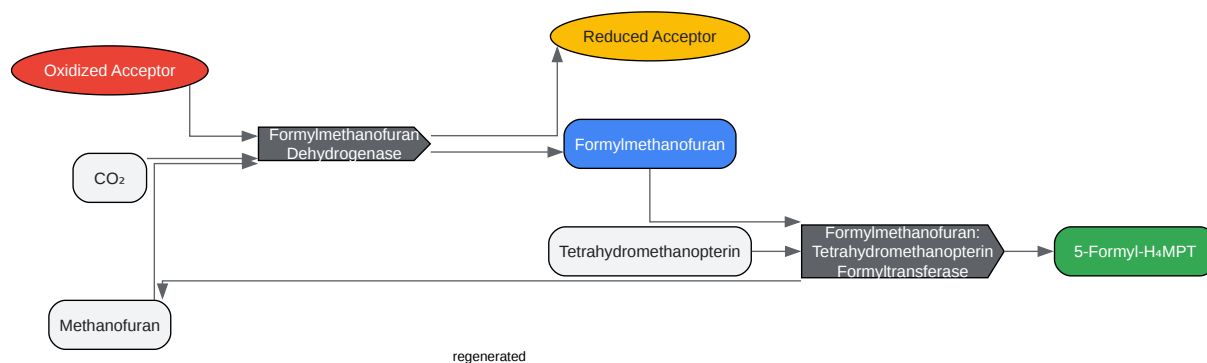 Reduced Acceptor
Oxidized Acceptor
Formylmethanofuran
Dehydrogenase
Formylmethanofuran
CO₂
Tetrahydromethanopterin
Formylmethanofuran:
Tetrahydromethanopterin
Formyltransferase
5-Formyl-H₄MPT
Methanofuran
regenerated